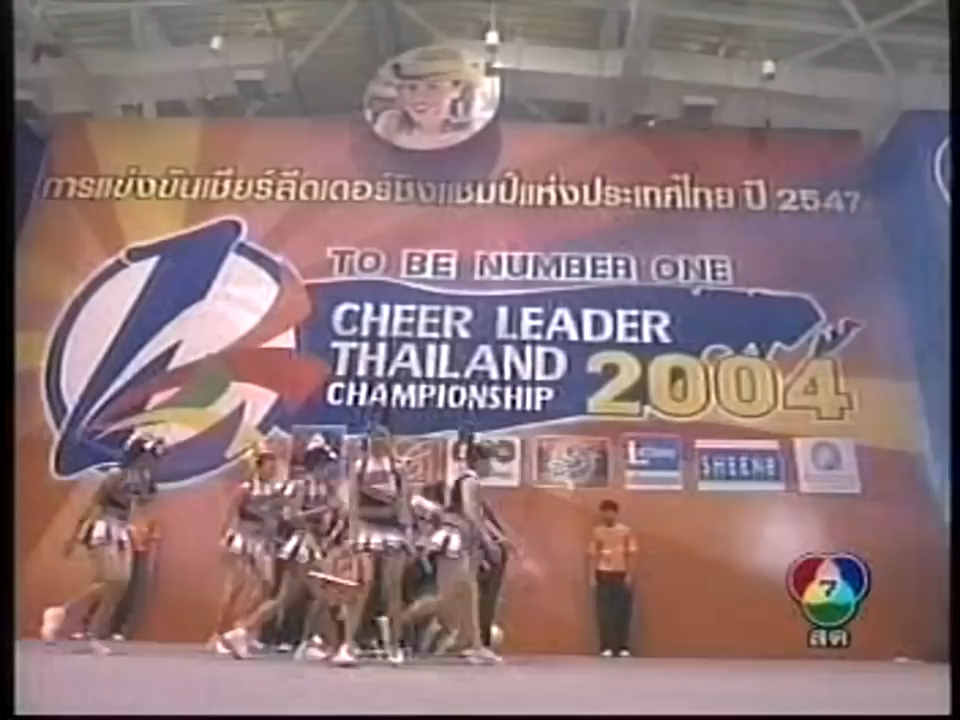 การแข่งขันเชียร์ลีดเดอร์ชิงแชมป์แห่งประเทศไทย ปี 2547
TO BE NUMBER ONE
CHEER LEADER
THAILAND
CHAMPIONSHIP
2004
SHEENE
7
สด